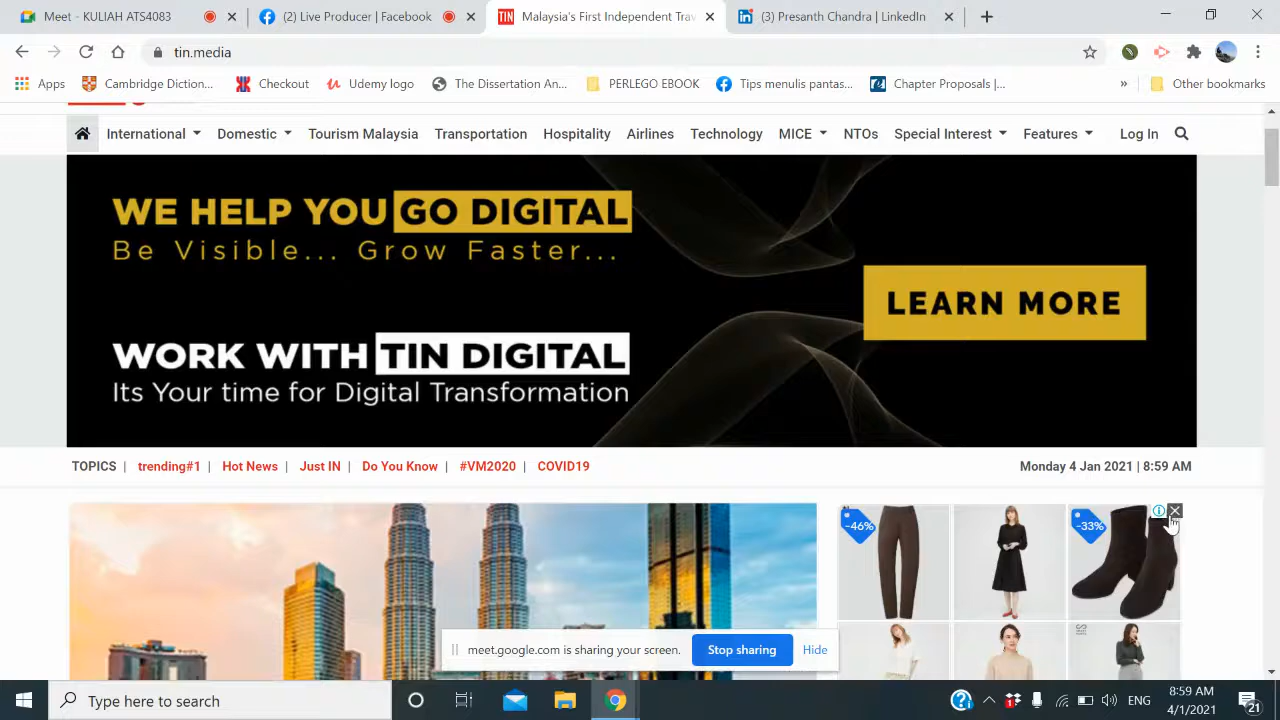 Meet - KULIAH ATS4083
(2) Live Producer | Facebook
TIN Malaysia's First Independent Trav
(3) Presanth Chandra | LinkedIn
tin.media
Apps
Cambridge Diction...
Checkout
Udemy logo
The Dissertation An...
PERLEGO EBOOK
Tips menulis pantas...
Chapter Proposals |...
»
Other bookmarks
International
Domestic
Tourism Malaysia
Transportation
Hospitality
Airlines
Technology
MICE
NTOs
Special Interest
Features
Log In
WE HELP YOU GO DIGITAL
Be Visible... Grow Faster...
LEARN MORE
WORK WITH TIN DIGITAL
Its Your time for Digital Transformation
TOPICS | trending#1 | Hot News | Just IN | Do You Know | #VM2020 | COVID19
Monday 4 Jan 2021 | 8:59 AM
-46%
-33%
meet.google.com is sharing your screen.
Stop sharing
Hide
Type here to search
ENG
8:59 AM
4/1/2021
21